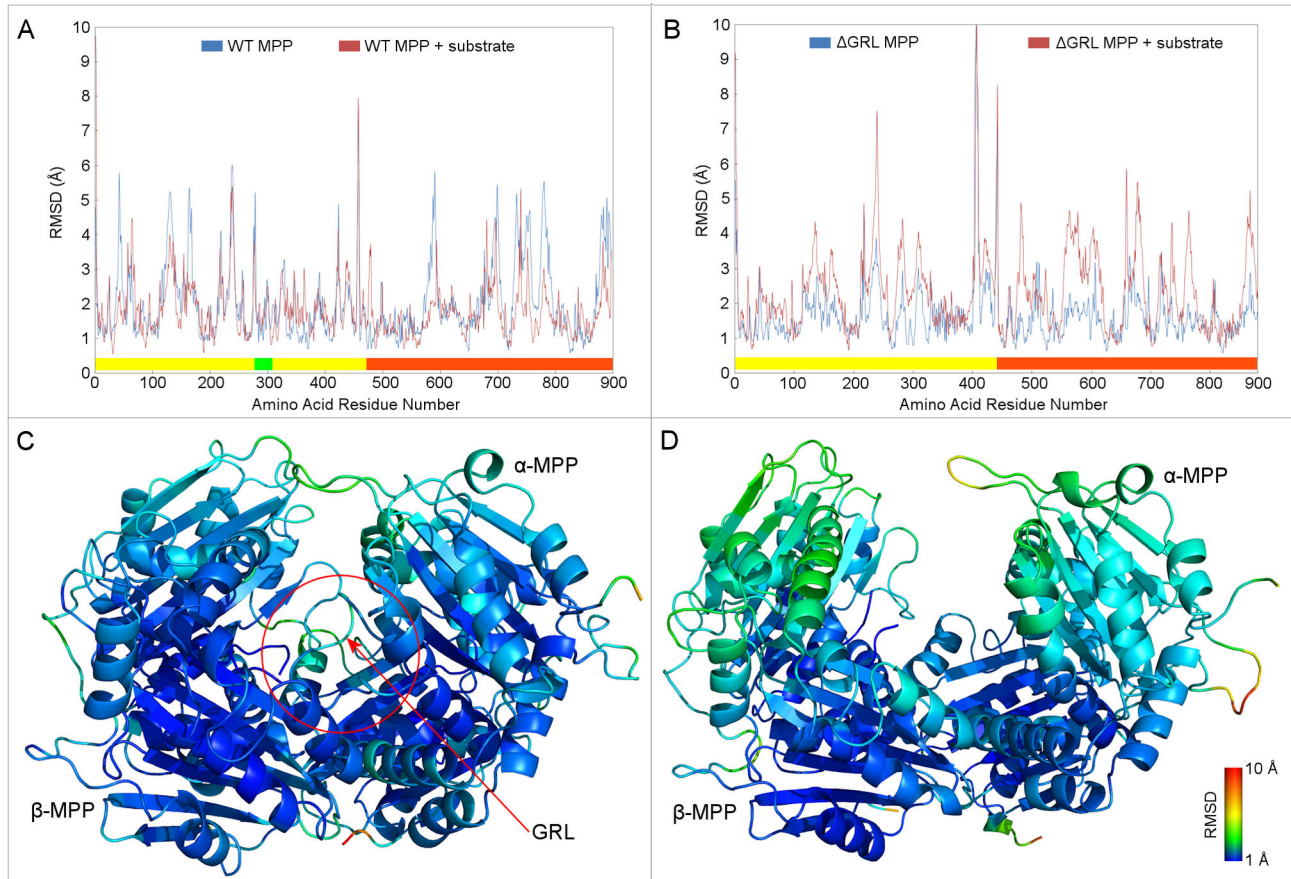 A
WT MPP
WT MPP + substrate
10
9
8
7
6
5
4
3
2
1
0
RMSD (Å)
0 100 200 300 400 500 600 700 800 900
Amino Acid Residue Number
B
ΔGRL MPP
ΔGRL MPP + substrate
10
9
8
7
6
5
4
3
2
1
0
RMSD (Å)
0 100 200 300 400 500 600 700 800 900
Amino Acid Residue Number
C
α-MPP
β-MPP
GRL
D
α-MPP
β-MPP
10 Å
RMSD
1 Å